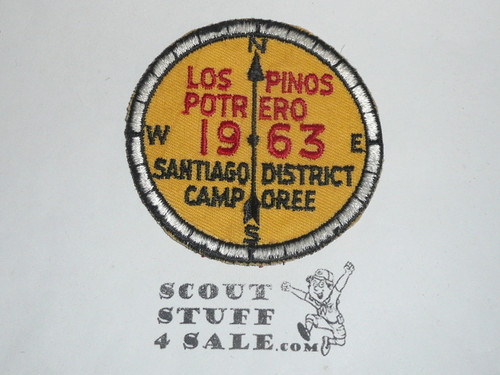 N
LOS PINOS
POTRERO
W 1963 E
SANTIAGO DISTRICT
CAMPOREE
S
SCOUT
STUFF
4 SALE.COM